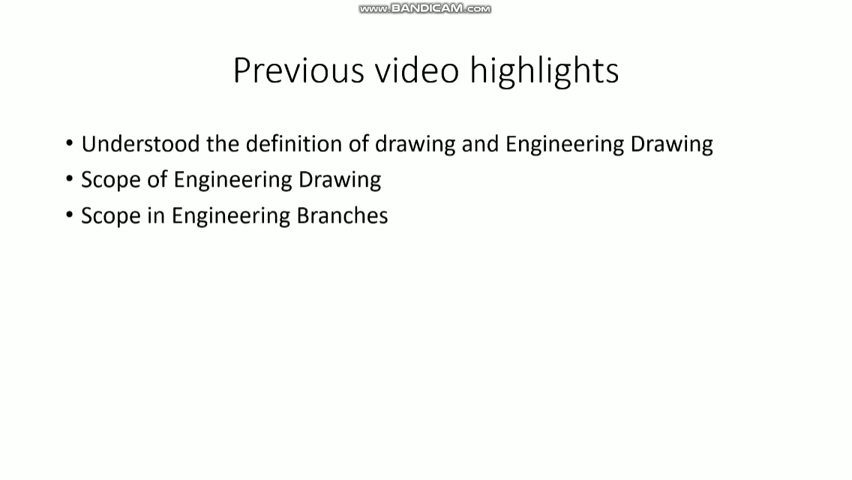 www.BANDICAM.com
Previous video highlights
• Understood the definition of drawing and Engineering Drawing
• Scope of Engineering Drawing
• Scope in Engineering Branches